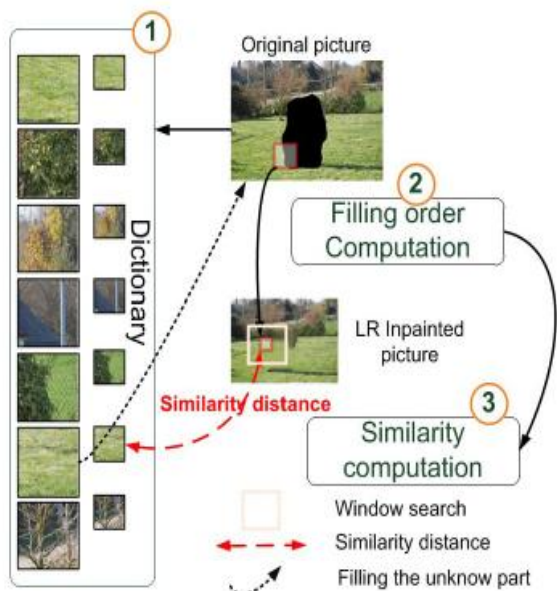 1
Original picture
Dictionary
2
Filling order
Computation
LR Inpainted
picture
Similarity distance
3
Similarity
computation
Window search
Similarity distance
Filling the unknow part